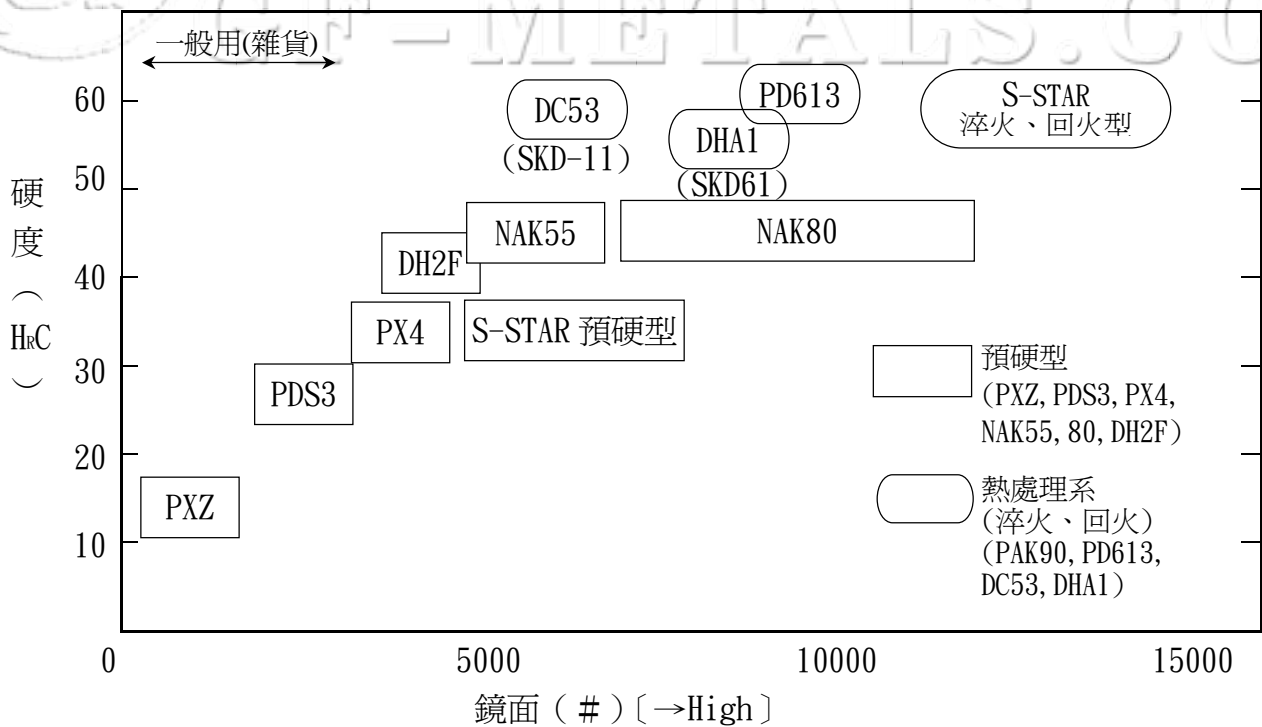 CF-METALS.CO
一般用(雜貨)
60
50
40
30
20
10
硬
度
（
HRC
）
DC53
(SKD-11)
PD613
DHA1
(SKD61)
S-STAR
淬火、回火型
NAK55
NAK80
DH2F
PX4
S-STAR 預硬型
PDS3
PXZ
預硬型
(PXZ, PDS3, PX4,
NAK55, 80, DH2F)
熱處理系
(淬火、回火)
(PAK90, PD613,
DC53, DHA1)
0
5000
10000
15000
鏡面（＃）〔→High〕